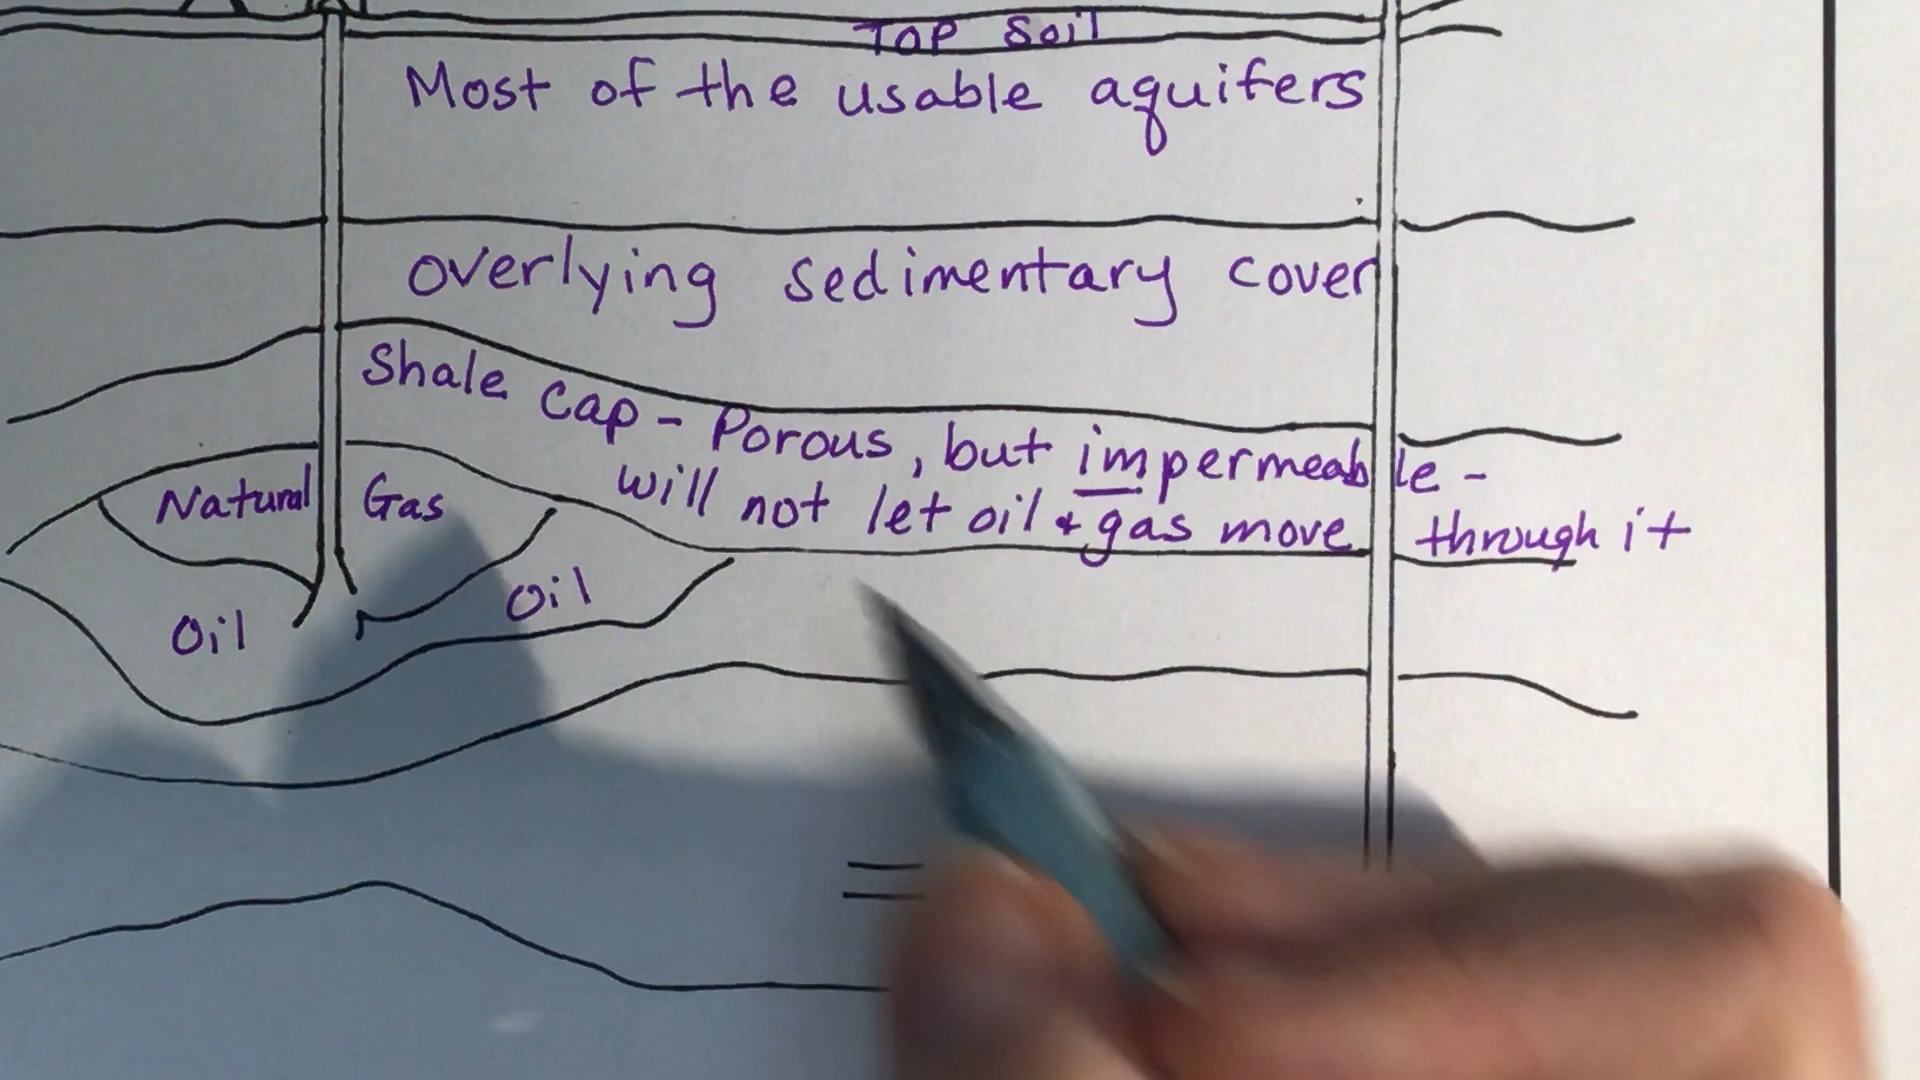 TOP Soil
Most of the usable aquifers
overlying sedimentary cover
Shale cap - Porous, but impermeable -
will not let oil & gas move through it
Natural Gas
Oil
Oil